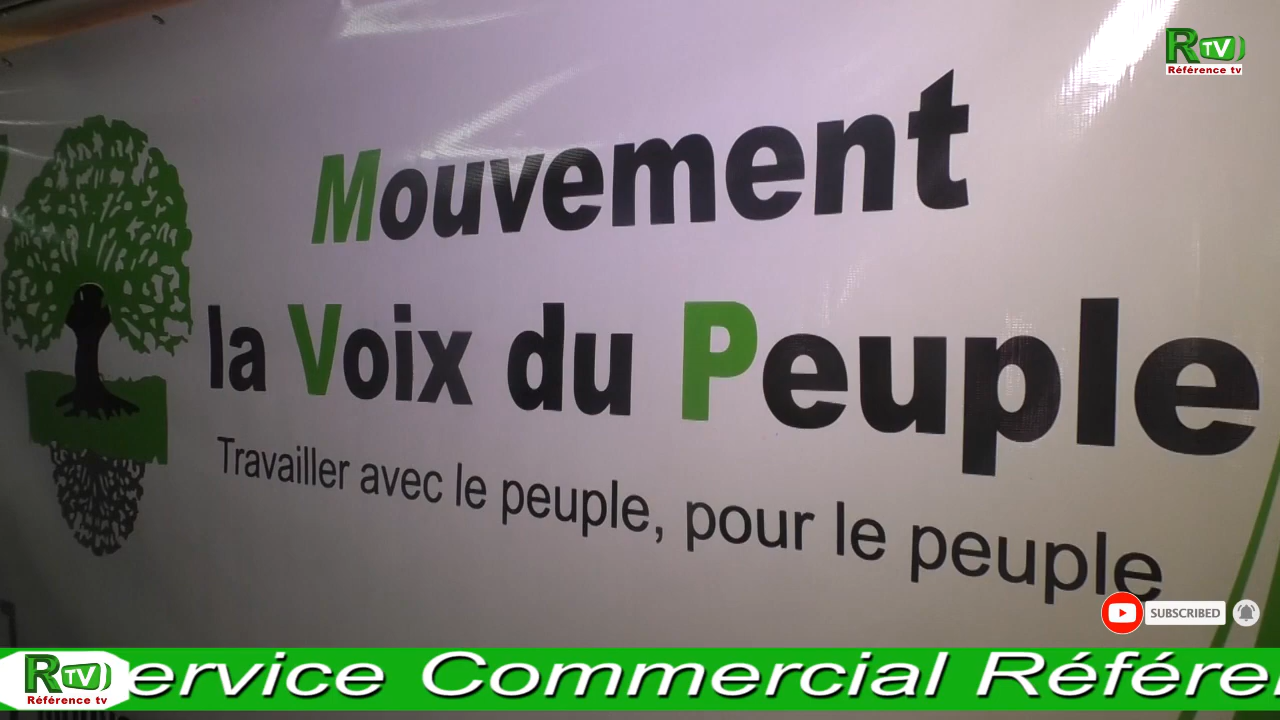 RTV
Référence tv
Mouvement
la Voix du Peuple
Travailler avec le peuple, pour le peuple
SUBSCRIBED
RTV
Référence tv
ervice Commercial Référe